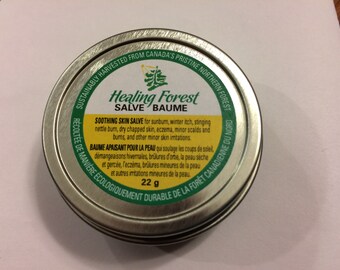 SUSTAINABLY HARVESTED FROM CANADA'S PRISTINE NORTHERN FOREST
Healing Forest
SALVE BAUME
SOOTHING SKIN SALVE for sunburn, winter itch, stinging
nettle burn, dry chapped skin, eczema, minor scalds and
burns, and other minor skin irritations.
BAUME APAISANT POUR LA PEAU qui soulage les coups de soleil,
démangeaisons hivernales, brûlures d'ortie, la peau sèche
et gercée, l'eczéma, brûlures mineures de la peau
et autres irritations mineures de la peau
22 g
RÉCOLTÉE DE MANIÈRE ÉCOLOGIQUEMENT DURABLE DE LA FORÊT CANADIENNE DU NORD